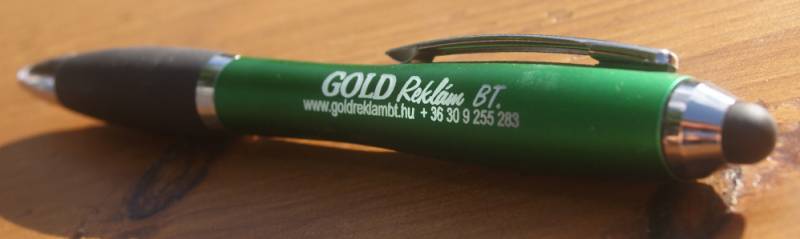 GOLD Reklám BT.
www.goldreklambt.hu + 36 30 9 255 283